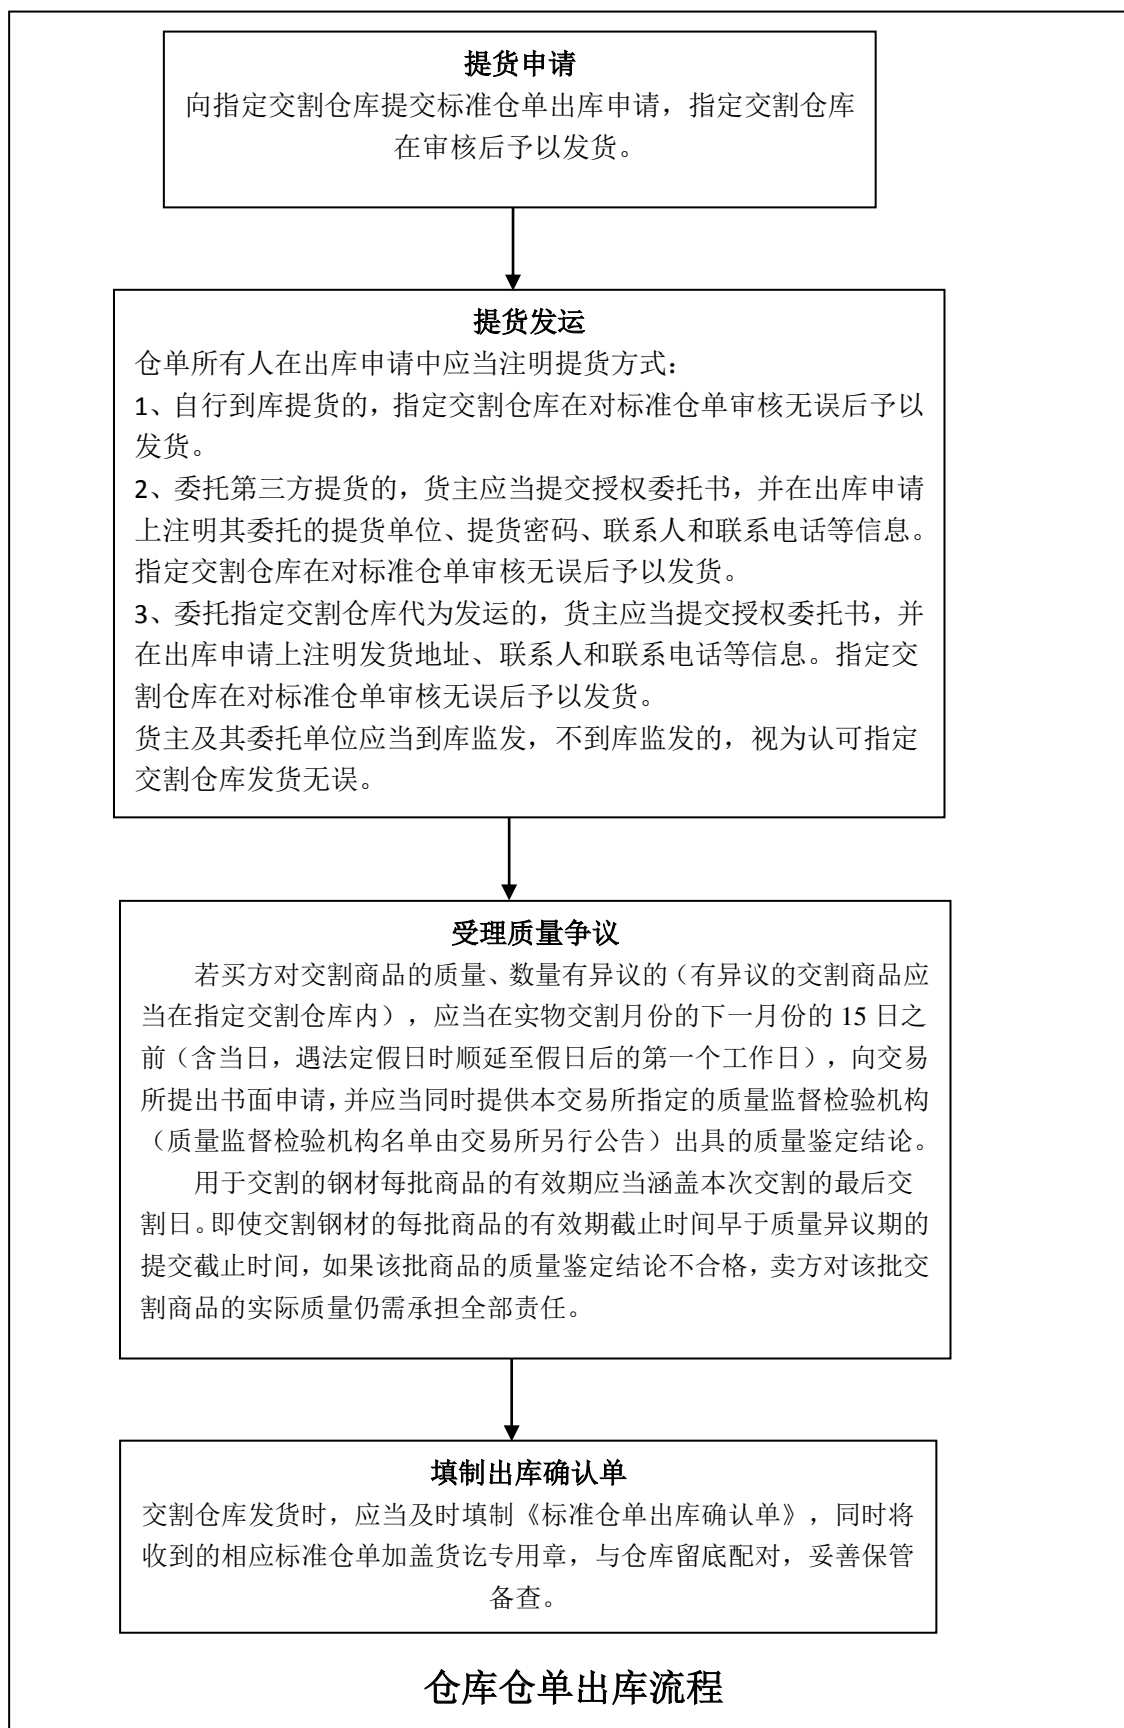 提货申请
向指定交割仓库提交标准仓单出库申请，指定交割仓库
在审核后予以发货。
提货发运
仓单所有人在出库申请中应当注明提货方式：
1、自行到库提货的，指定交割仓库在对标准仓单审核无误后予以
发货。
2、委托第三方提货的，货主应当提交授权委托书，并在出库申请
上注明其委托的提货单位、提货密码、联系人和联系电话等信息。
指定交割仓库在对标准仓单审核无误后予以发货。
3、委托指定交割仓库代为发运的，货主应当提交授权委托书，并
在出库申请上注明发货地址、联系人和联系电话等信息。指定交
割仓库在对标准仓单审核无误后予以发货。
货主及其委托单位应当到库监发，不到库监发的，视为认可指定
交割仓库发货无误。
受理质量争议
若买方对交割商品的质量、数量有异议的（有异议的交割商品应
当在指定交割仓库内），应当在实物交割月份的下一月份的 15 日之
前（含当日，遇法定假日时顺延至假日后的第一个工作日），向交易
所提出书面申请，并应当同时提供本交易所指定的质量监督检验机构
（质量监督检验机构名单由交易所另行公告）出具的质量鉴定结论。
用于交割的钢材每批商品的有效期应当涵盖本次交割的最后交
割日。即使交割钢材的每批商品的有效期截止时间早于质量异议期的
提交截止时间，如果该批商品的质量鉴定结论不合格，卖方对该批交
割商品的实际质量仍需承担全部责任。
填制出库确认单
交割仓库发货时，应当及时填制《标准仓单出库确认单》，同时将
收到的相应标准仓单加盖货讫专用章，与仓库留底配对，妥善保管
备查。
仓库仓单出库流程